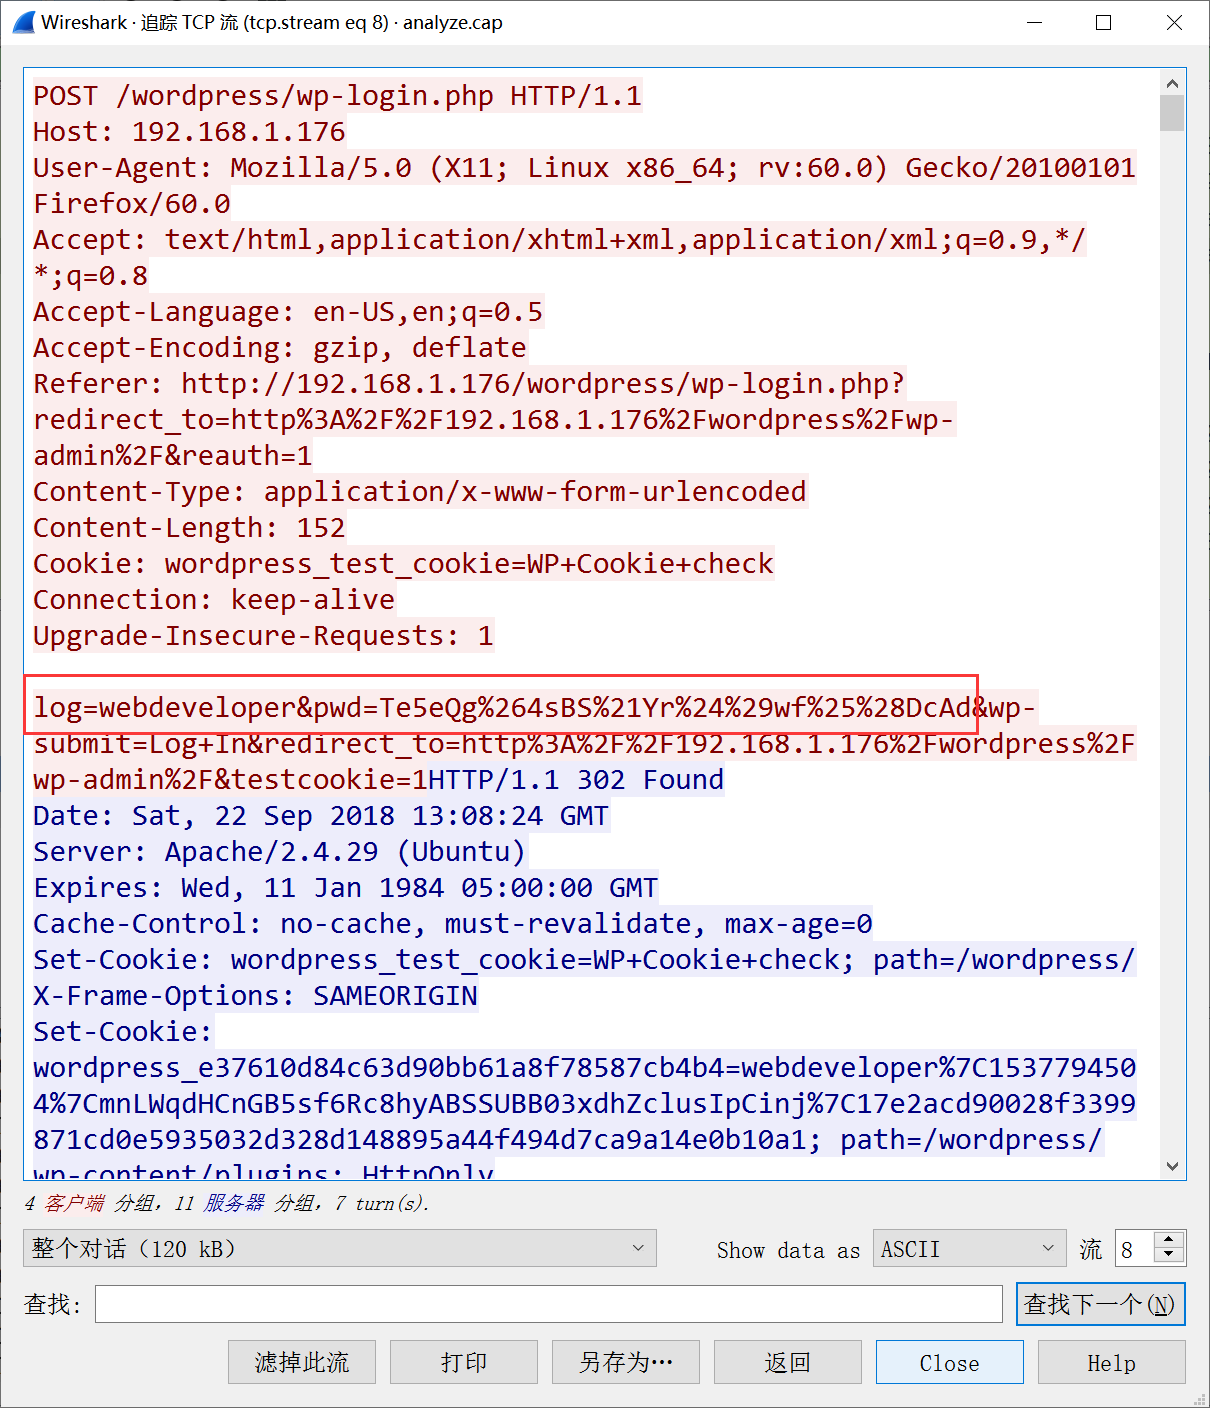 Wireshark · 追踪 TCP 流 (tcp.stream eq 8) · analyze.cap
POST /wordpress/wp-login.php HTTP/1.1
Host: 192.168.1.176
User-Agent: Mozilla/5.0 (X11; Linux x86_64; rv:60.0) Gecko/20100101
Firefox/60.0
Accept: text/html,application/xhtml+xml,application/xml;q=0.9,*/
*;q=0.8
Accept-Language: en-US,en;q=0.5
Accept-Encoding: gzip, deflate
Referer: http://192.168.1.176/wordpress/wp-login.php?
redirect_to=http%3A%2F%2F192.168.1.176%2Fwordpress%2Fwp-
admin%2F&reauth=1
Content-Type: application/x-www-form-urlencoded
Content-Length: 152
Cookie: wordpress_test_cookie=WP+Cookie+check
Connection: keep-alive
Upgrade-Insecure-Requests: 1
log=webdeveloper&pwd=Te5eQg%264sBS%21Yr%24%29wf%25%28DcAd&wp-
submit=Log+In&redirect_to=http%3A%2F%2F192.168.1.176%2Fwordpress%2F
wp-admin%2F&testcookie=1HTTP/1.1 302 Found
Date: Sat, 22 Sep 2018 13:08:24 GMT
Server: Apache/2.4.29 (Ubuntu)
Expires: Wed, 11 Jan 1984 05:00:00 GMT
Cache-Control: no-cache, must-revalidate, max-age=0
Set-Cookie: wordpress_test_cookie=WP+Cookie+check; path=/wordpress/
X-Frame-Options: SAMEORIGIN
Set-Cookie:
wordpress_e37610d84c63d90bb61a8f78587cb4b4=webdeveloper%7C153779450
4%7CmnLWqdHCnGB5sf6Rc8hyABSSUBB03xdhZclusIpCinj%7C17e2acd90028f3399
871cd0e5935032d328d148895a44f494d7ca9a14e0b10a1; path=/wordpress/
wp-content/plugins; HttpOnly
4 客户端 分组, 11 服务器 分组, 7 turn(s).
整个对话 (120 kB)
Show data as ASCII 流 8
查找:
查找下一个(N)
滤掉此流 打印 另存为… 返回 Close Help